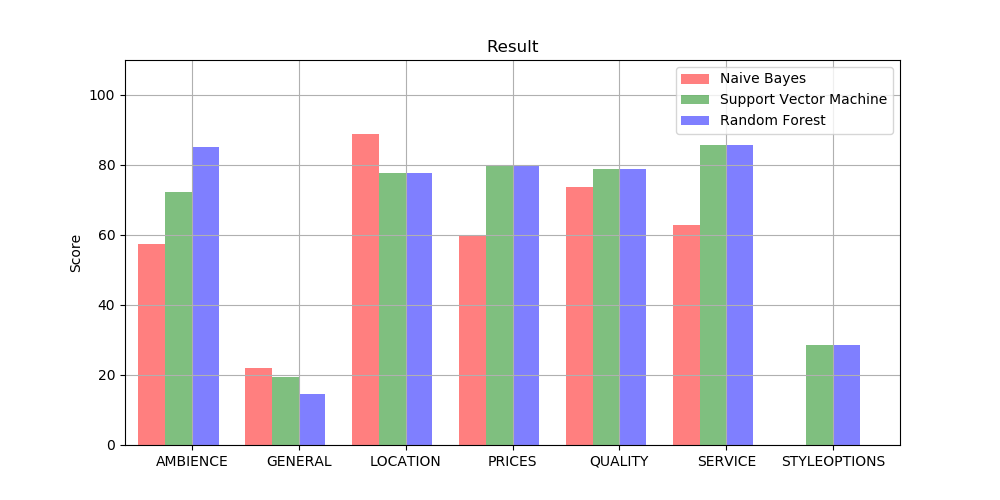 Result
Naive Bayes
Support Vector Machine
Random Forest
Score
100
80
60
40
20
0
AMBIENCE GENERAL LOCATION PRICES QUALITY SERVICE STYLEOPTIONS